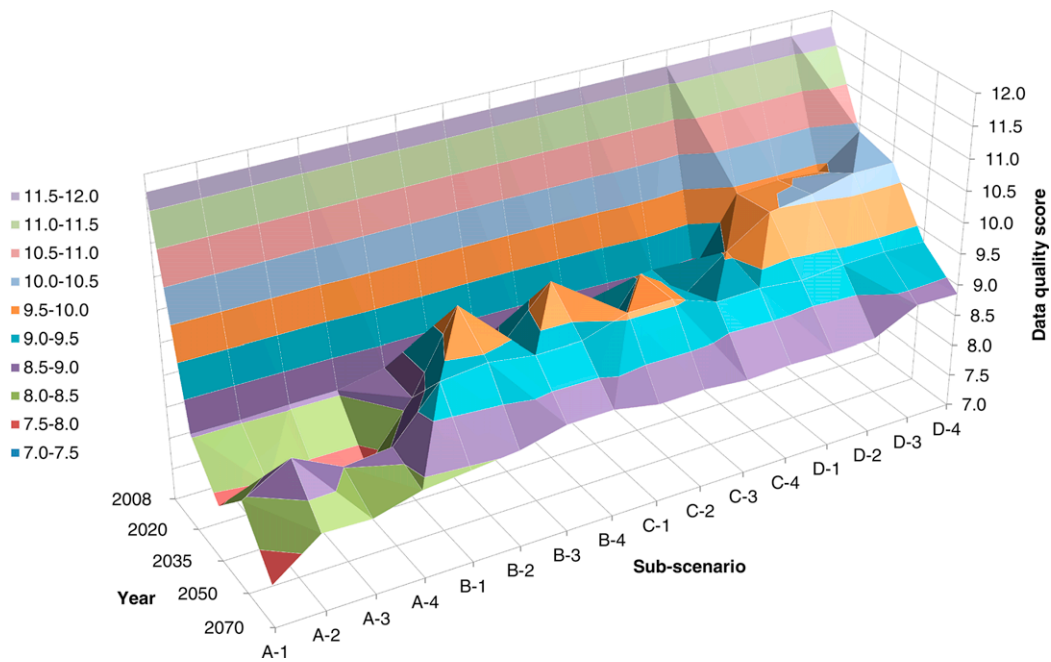 11.5-12.0
11.0-11.5
10.5-11.0
10.0-10.5
9.5-10.0
9.0-9.5
8.5-9.0
8.0-8.5
7.5-8.0
7.0-7.5
12.0
11.5
11.0
10.5
10.0
9.5
9.0
8.5
8.0
7.5
7.0
Data quality score
2008
2020
2035
2050
2070
Year
A-1
A-2
A-3
A-4
B-1
B-2
B-3
B-4
C-1
C-2
C-3
C-4
D-1
D-2
D-3
D-4
Sub-scenario